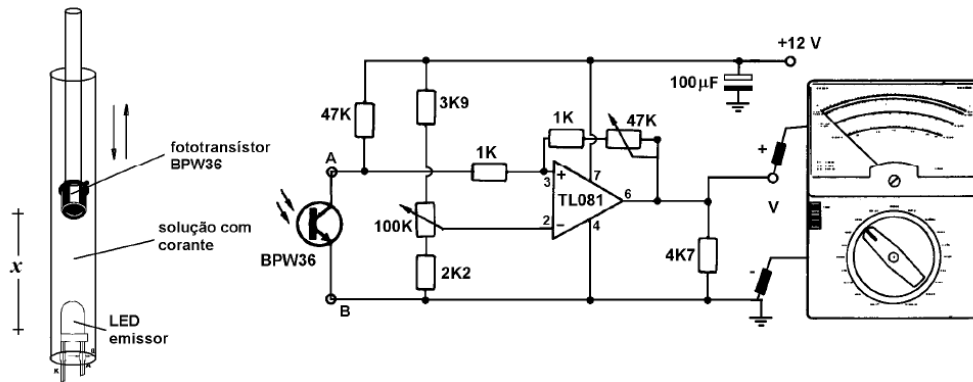 fototransístor
BPW36
solução com
corante
x
LED
emissor
+12 V
100µF
47K
3K9
1K
47K
A
1K
+
3
7
TL081
6
100K
2
−
4
BPW36
2K2
4K7
B
+
V
-